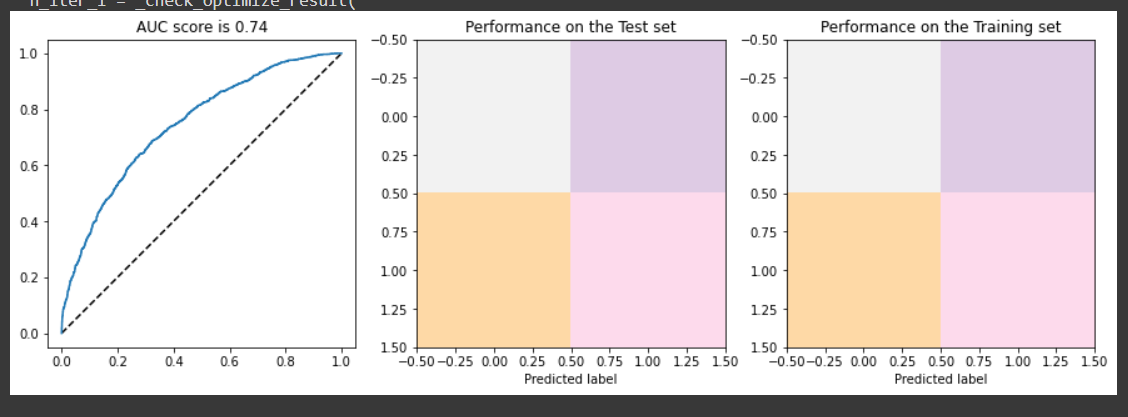 n_iter_i = _check_optimize_result(
AUC score is 0.74
1.0
0.8
0.6
0.4
0.2
0.0
0.0 0.2 0.4 0.6 0.8 1.0
Performance on the Test set
−0.50
−0.25
0.00
0.25
0.50
0.75
1.00
1.25
1.50
−0.50 −0.25 0.00 0.25 0.50 0.75 1.00 1.25 1.50
Predicted label
Performance on the Training set
−0.50
−0.25
0.00
0.25
0.50
0.75
1.00
1.25
1.50
−0.50 −0.25 0.00 0.25 0.50 0.75 1.00 1.25 1.50
Predicted label